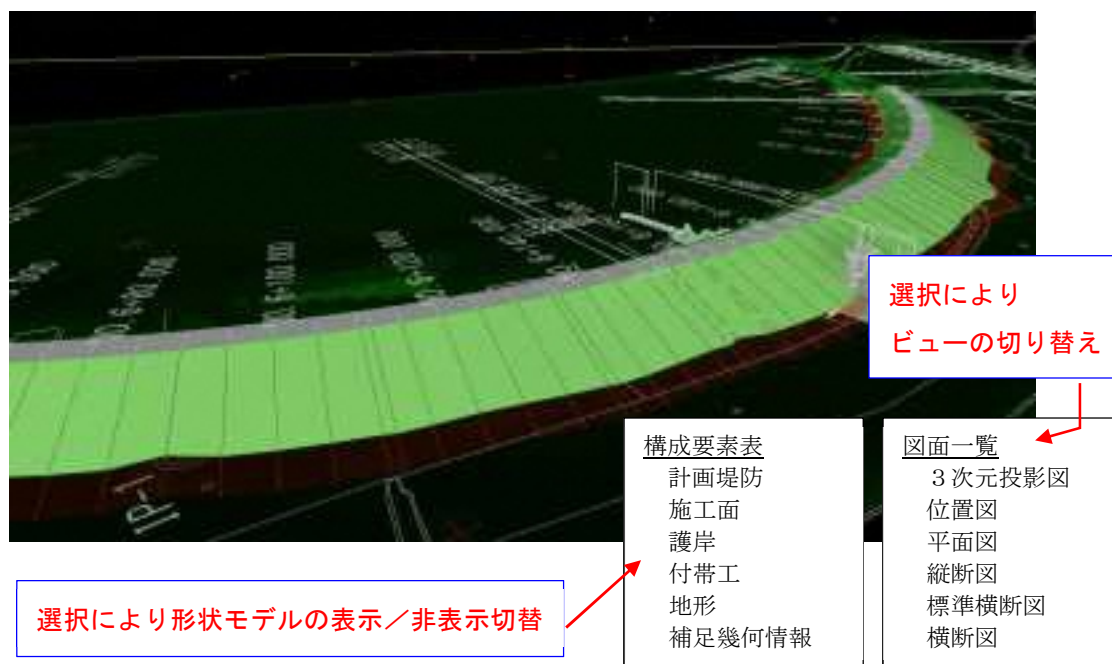 選択により
ビューの切り替え
構成要素表
計画堤防
施工面
護岸
付帯工
地形
補足幾何情報
図面一覧
３次元投影図
位置図
平面図
縦断図
標準横断図
横断図
選択により形状モデルの表示／非表示切替
IP-1